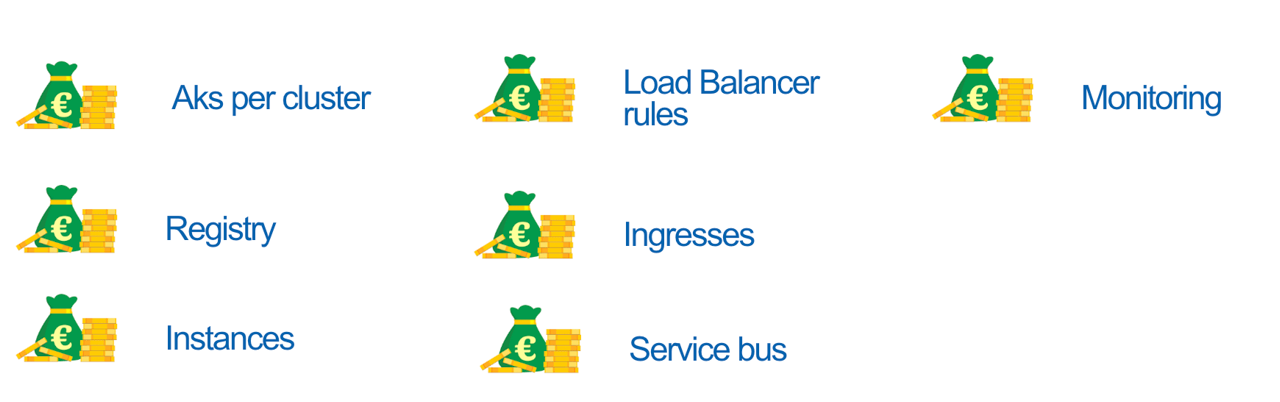 Aks per cluster
Registry
Instances
Load Balancer
rules
Ingresses
Service bus
Monitoring